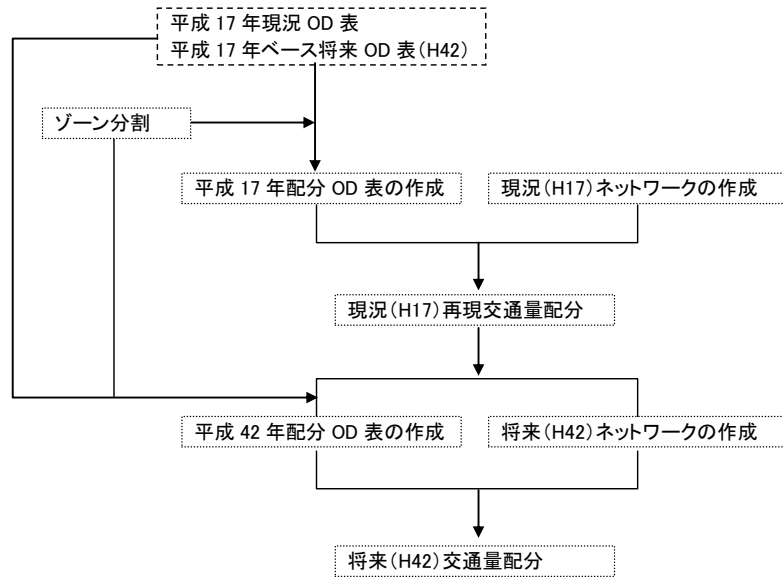 平成 17 年現況 OD 表
平成 17 年ベース将来 OD 表(H42)
ゾーン分割
平成 17 年配分 OD 表の作成
現況(H17)ネットワークの作成
現況(H17)再現交通量配分
平成 42 年配分 OD 表の作成
将来(H42)ネットワークの作成
将来(H42)交通量配分